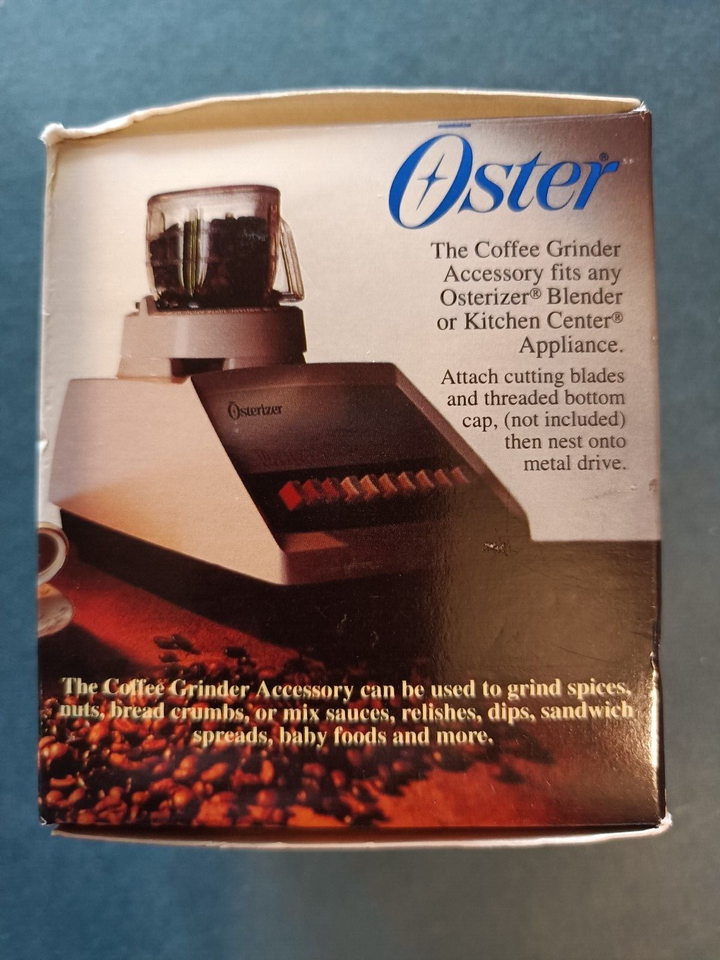 Oster®
The Coffee Grinder
Accessory fits any
Osterizer® Blender
or Kitchen Center®
Appliance.
Attach cutting blades
and threaded bottom
cap, (not included)
then nest onto
metal drive.
Osterizer
The Coffee Grinder Accessory can be used to grind spices,
nuts, bread crumbs, or mix sauces, relishes, dips, sandwich
spreads, baby foods and more.